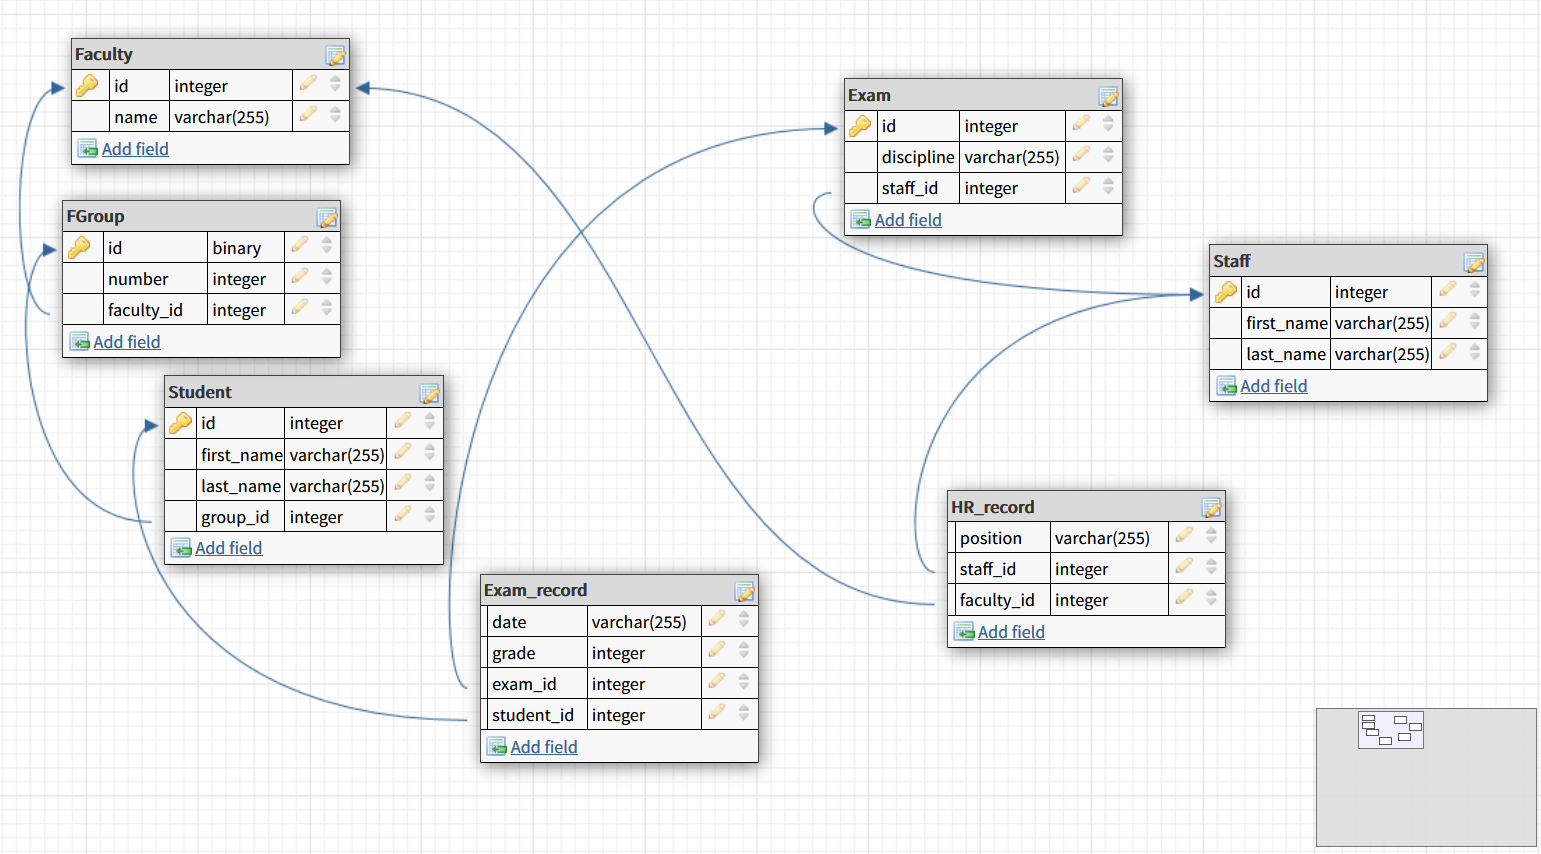 Faculty
id integer
name varchar(255)
Add field
FGroup
id binary
number integer
faculty_id integer
Add field
Student
id integer
first_name varchar(255)
last_name varchar(255)
group_id integer
Add field
Exam_record
date varchar(255)
grade integer
exam_id integer
student_id integer
Add field
Exam
id integer
discipline varchar(255)
staff_id integer
Add field
Staff
id integer
first_name varchar(255)
last_name varchar(255)
Add field
HR_record
position varchar(255)
staff_id integer
faculty_id integer
Add field